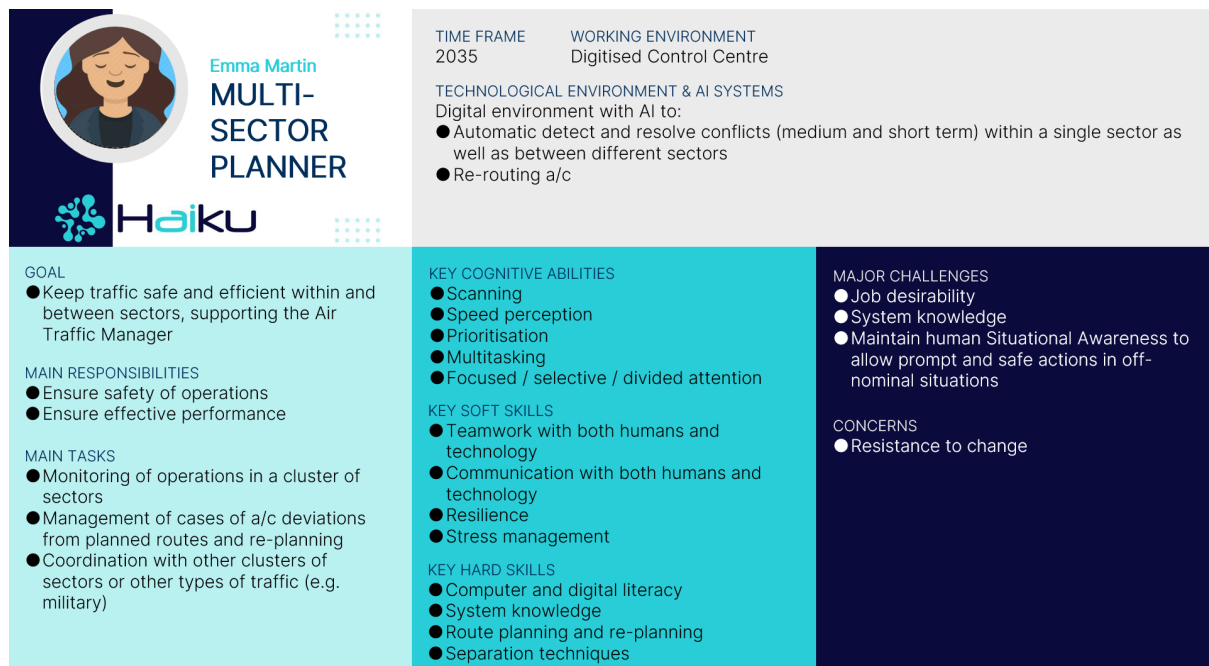 Emma Martin
MULTI-
SECTOR
PLANNER
Haiku
TIME FRAME
2035
WORKING ENVIRONMENT
Digitised Control Centre
TECHNOLOGICAL ENVIRONMENT & AI SYSTEMS
Digital environment with AI to:
● Automatic detect and resolve conflicts (medium and short term) within a single sector as
well as between different sectors
● Re-routing a/c
GOAL
● Keep traffic safe and efficient within and
between sectors, supporting the Air
Traffic Manager
MAIN RESPONSIBILITIES
● Ensure safety of operations
● Ensure effective performance
MAIN TASKS
● Monitoring of operations in a cluster of
sectors
● Management of cases of a/c deviations
from planned routes and re-planning
● Coordination with other clusters of
sectors or other types of traffic (e.g.
military)
KEY COGNITIVE ABILITIES
● Scanning
● Speed perception
● Prioritisation
● Multitasking
● Focused / selective / divided attention
KEY SOFT SKILLS
● Teamwork with both humans and
technology
● Communication with both humans and
technology
● Resilience
● Stress management
KEY HARD SKILLS
● Computer and digital literacy
● System knowledge
● Route planning and re-planning
● Separation techniques
MAJOR CHALLENGES
● Job desirability
● System knowledge
● Maintain human Situational Awareness to
allow prompt and safe actions in off-
nominal situations
CONCERNS
● Resistance to change